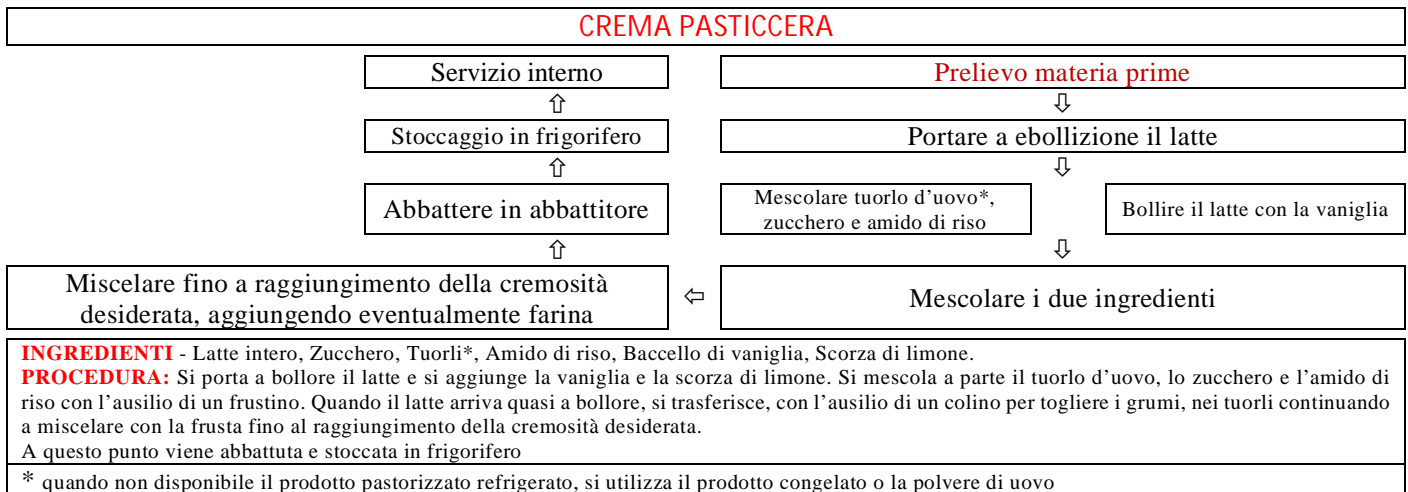 CREMA PASTICCERA
Servizio interno
Prelievo materia prime
⇧
⇩
Stoccaggio in frigorifero
Portare a ebollizione il latte
⇧
⇩
Abbattere in abbattitore
Mescolare tuorlo d'uovo*,
zucchero e amido di riso
Bollire il latte con la vaniglia
⇧
⇩
Miscelare fino a raggiungimento della cremosità
desiderata, aggiungendo eventualmente farina
⇦
Mescolare i due ingredienti
INGREDIENTI - Latte intero, Zucchero, Tuorli*, Amido di riso, Baccello di vaniglia, Scorza di limone.
PROCEDURA: Si porta a bollore il latte e si aggiunge la vaniglia e la scorza di limone. Si mescola a parte il tuorlo d'uovo, lo zucchero e l'amido di
riso con l'ausilio di un frustino. Quando il latte arriva quasi a bollore, si trasferisce, con l'ausilio di un colino per togliere i grumi, nei tuorli continuando
a miscelare con la frusta fino al raggiungimento della cremosità desiderata.
A questo punto viene abbattuta e stoccata in frigorifero
* quando non disponibile il prodotto pastorizzato refrigerato, si utilizza il prodotto congelato o la polvere di uovo